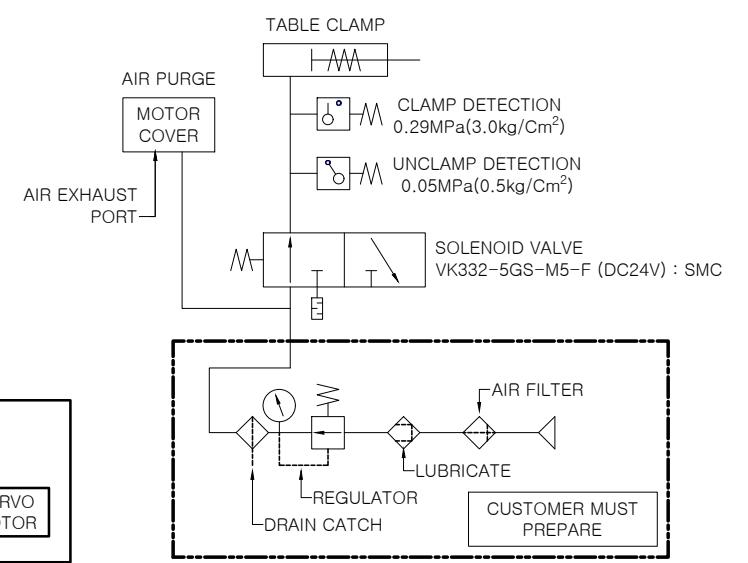 TABLE CLAMP
AIR PURGE
MOTOR
COVER
CLAMP DETECTION
0.29MPa(3.0kg/Cm²)
UNCLAMP DETECTION
0.05MPa(0.5kg/Cm²)
AIR EXHAUST
PORT
SOLENOID VALVE
VK332-5GS-M5-F (DC24V) : SMC
AIR FILTER
LUBRICATE
REGULATOR
DRAIN CATCH
CUSTOMER MUST
PREPARE